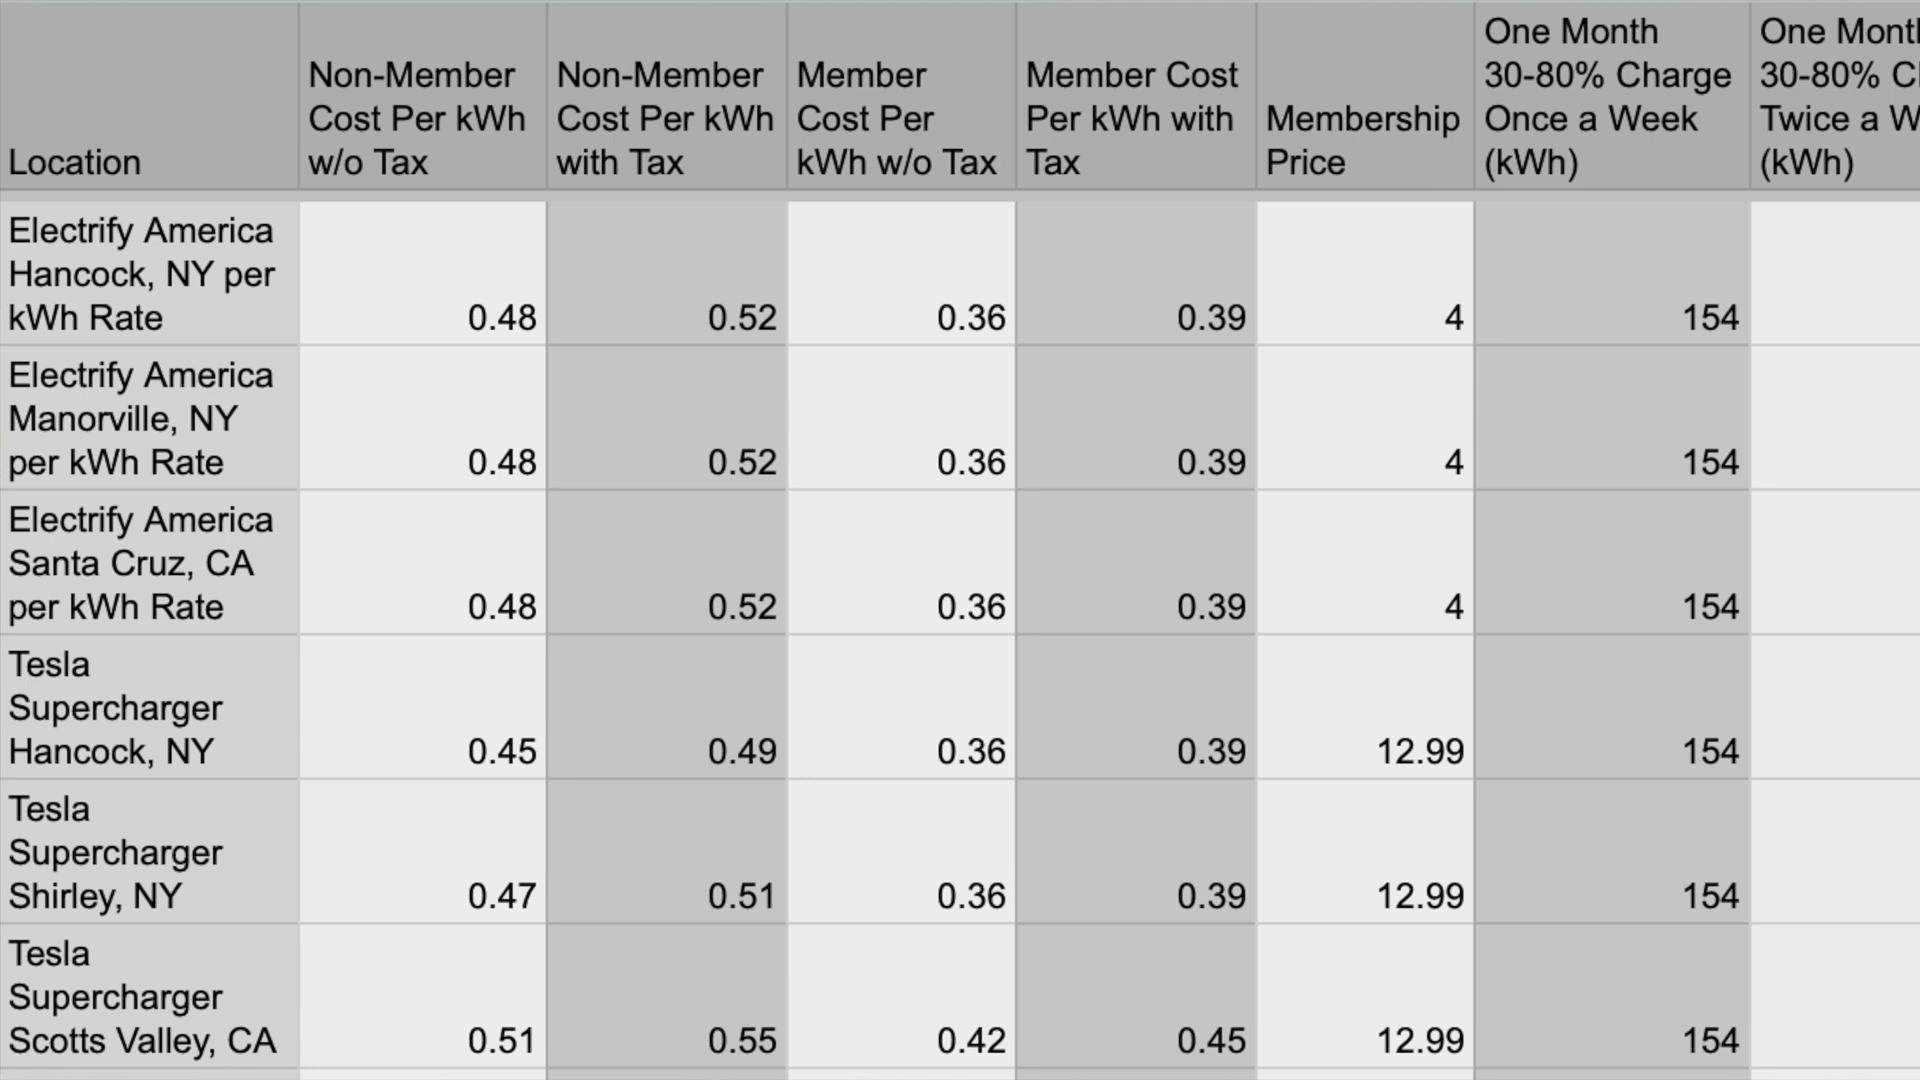 Location
Non-Member
Cost Per kWh
w/o Tax
Non-Member
Cost Per kWh
with Tax
Member
Cost Per
kWh w/o Tax
Member Cost
Per kWh with
Tax
Membership
Price
One Month
30-80% Charge
Once a Week
(kWh)
One Mont
30-80% C
Twice a W
(kWh)
Electrify America
Hancock, NY per
kWh Rate
0.48
0.52
0.36
0.39
4
154
Electrify America
Manorville, NY
per kWh Rate
0.48
0.52
0.36
0.39
4
154
Electrify America
Santa Cruz, CA
per kWh Rate
0.48
0.52
0.36
0.39
4
154
Tesla
Supercharger
Hancock, NY
0.45
0.49
0.36
0.39
12.99
154
Tesla
Supercharger
Shirley, NY
0.47
0.51
0.36
0.39
12.99
154
Tesla
Supercharger
Scotts Valley, CA
0.51
0.55
0.42
0.45
12.99
154